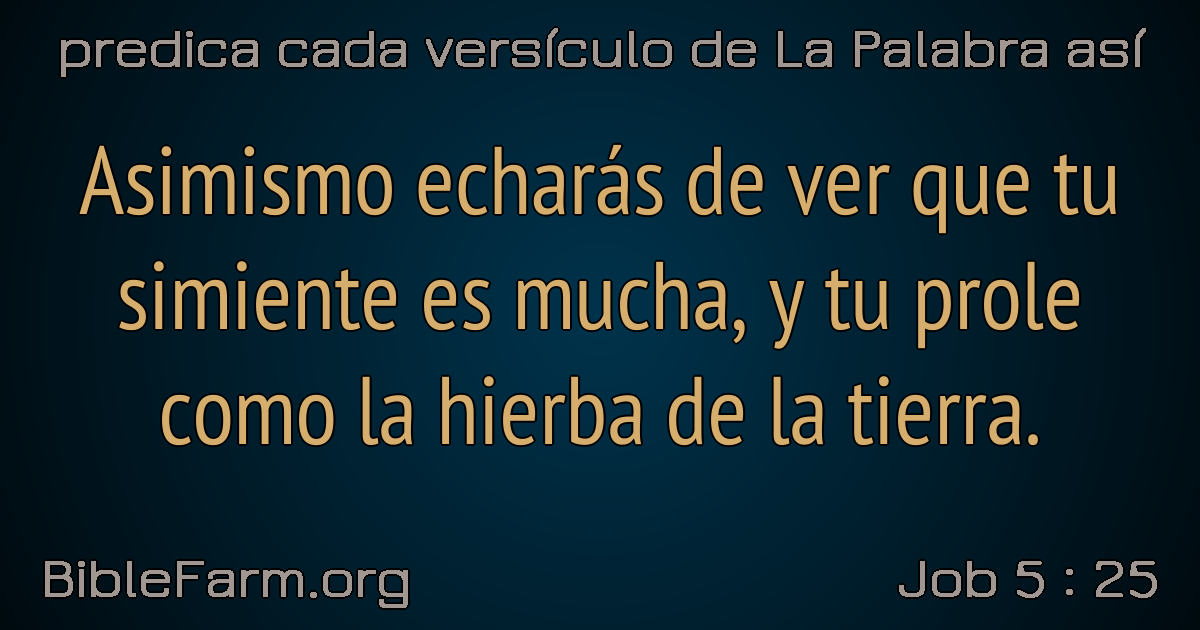 predica cada versículo de La Palabra así
Asimismo echarás de ver que tu
simiente es mucha, y tu prole
como la hierba de la tierra.
BibleFarm.org
Job 5 : 25